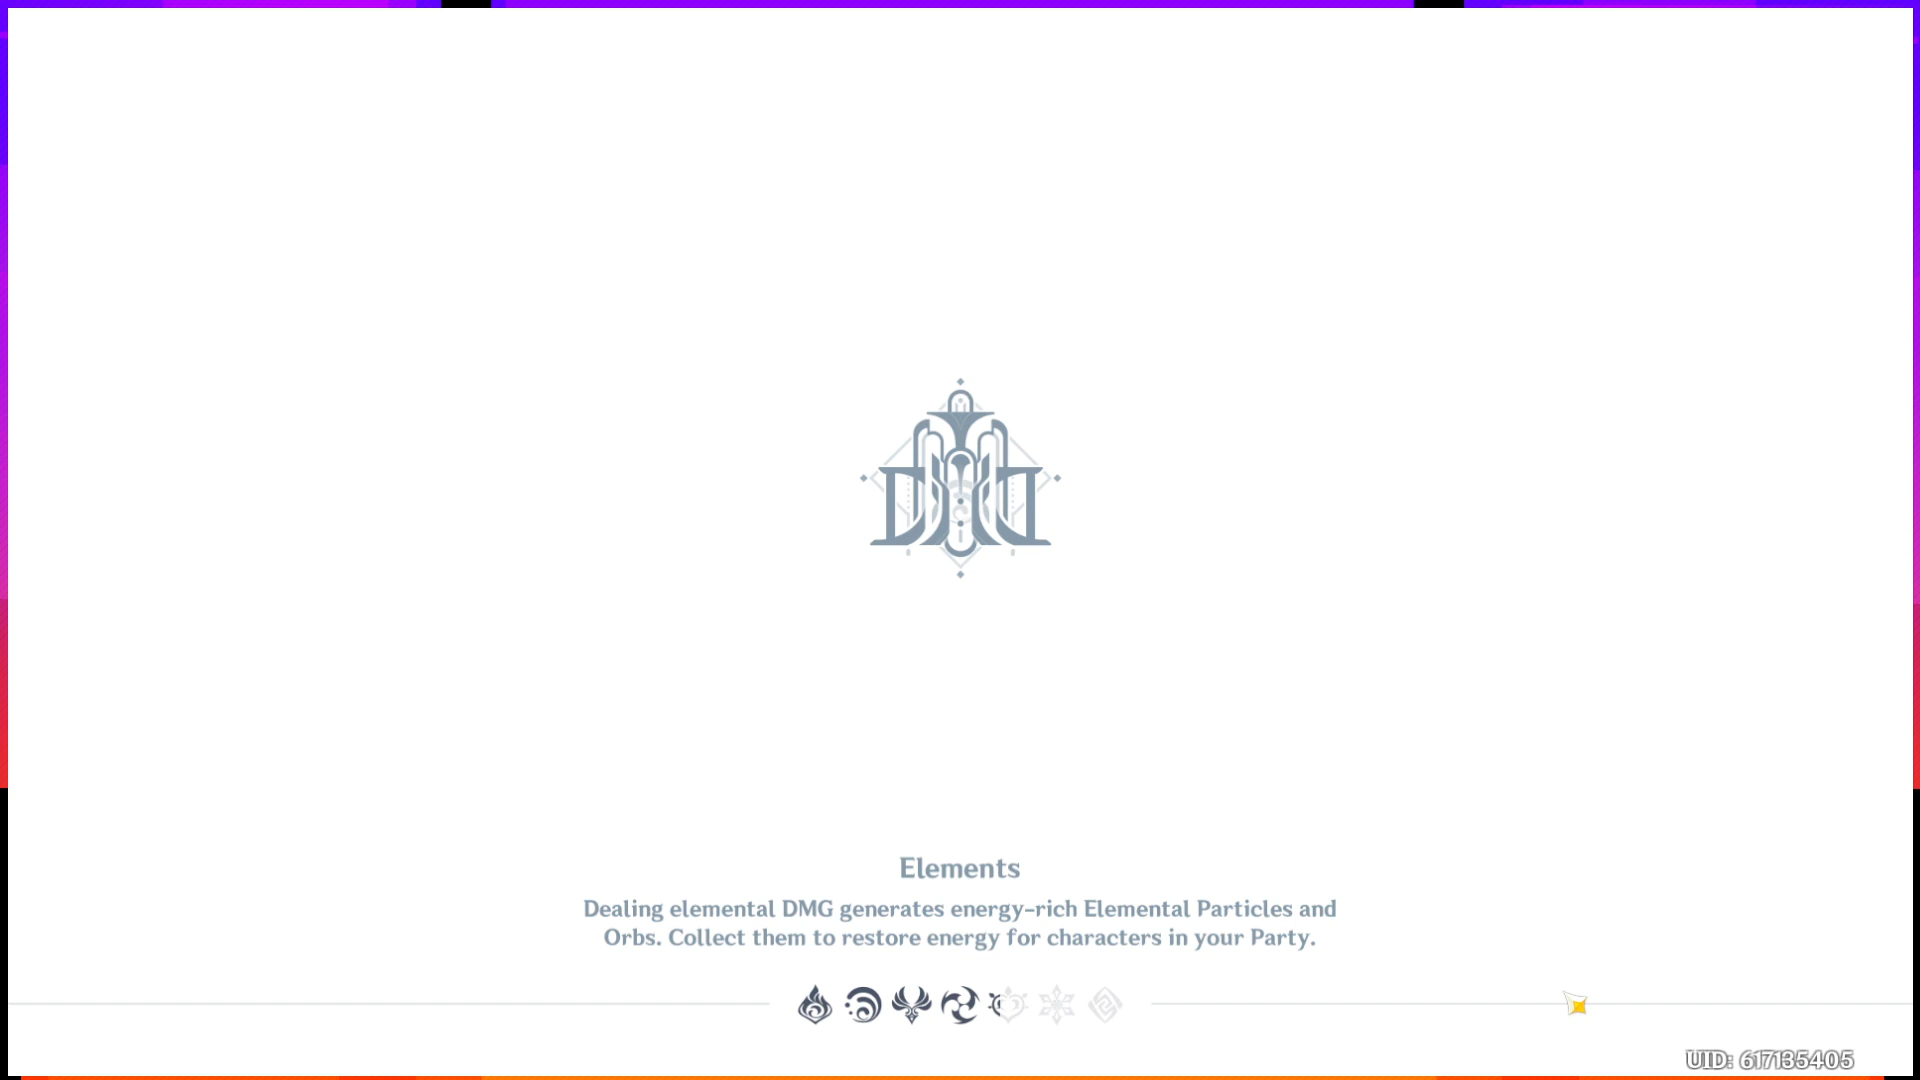 Elements
Dealing elemental DMG generates energy-rich Elemental Particles and
Orbs. Collect them to restore energy for characters in your Party.
UID: 617135405